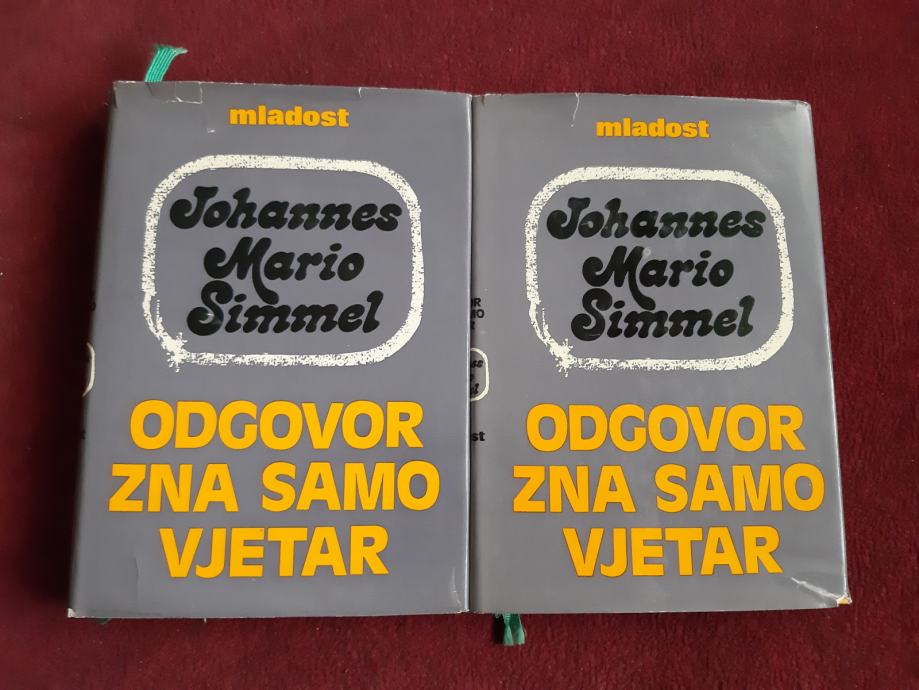 mladost
Johannes
Mario
Simmel
ODGOVOR
ZNA SAMO
VJETAR
mladost
Johannes
Mario
Simmel
ODGOVOR
ZNA SAMO
VJETAR